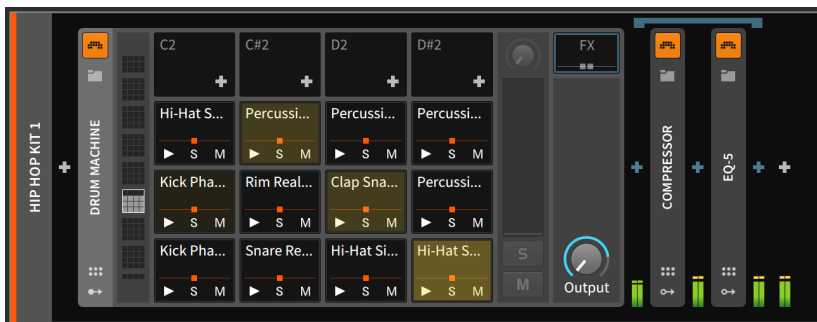 HIP HOP KIT 1
DRUM MACHINE
C2 C#2 D2 D#2
Hi-Hat S... Percussi... Percussi... Percussi...
S M S M S M S M
Kick Pha... Rim Real... Clap Sna... Percussi...
S M S M S M S M
Kick Pha... Snare Re... Hi-Hat Si... Hi-Hat S...
S M S M S M S M
S
M
FX
Output
COMPRESSOR
EQ-5